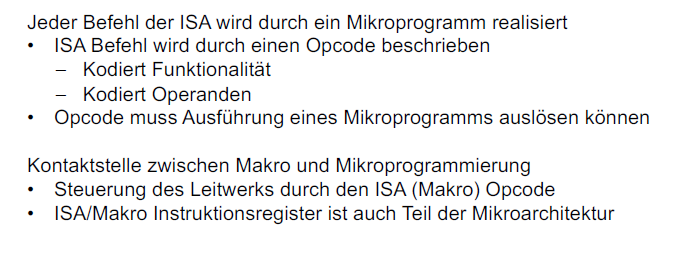 Jeder Befehl der ISA wird durch ein Mikroprogramm realisiert
• ISA Befehl wird durch einen Opcode beschrieben
– Kodiert Funktionalität
– Kodiert Operanden
• Opcode muss Ausführung eines Mikroprogramms auslösen können
Kontaktstelle zwischen Makro und Mikroprogrammierung
• Steuerung des Leitwerks durch den ISA (Makro) Opcode
• ISA/Makro Instruktionsregister ist auch Teil der Mikroarchitektur